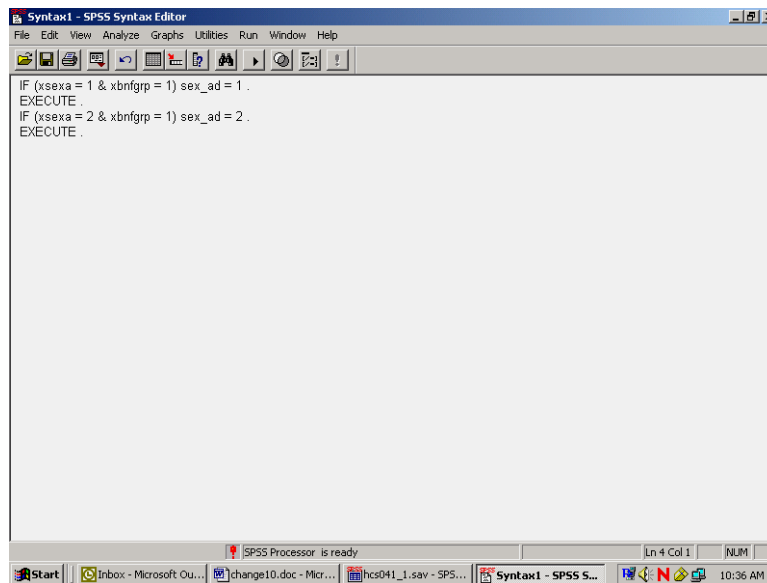 Syntax1 - SPSS Syntax Editor
File Edit View Analyze Graphs Utilities Run Window Help
IF (xsexa = 1 & xbnfgrp = 1) sex_ad = 1 .
EXECUTE .
IF (xsexa = 2 & xbnfgrp = 1) sex_ad = 2 .
EXECUTE .
SPSS Processor is ready
Ln 4 Col 1
NUM
Start
Inbox - Microsoft Ou...
change10.doc - Micr...
hcs041_1.sav - SPS...
Syntax1 - SPSS S...
N
10:36 AM